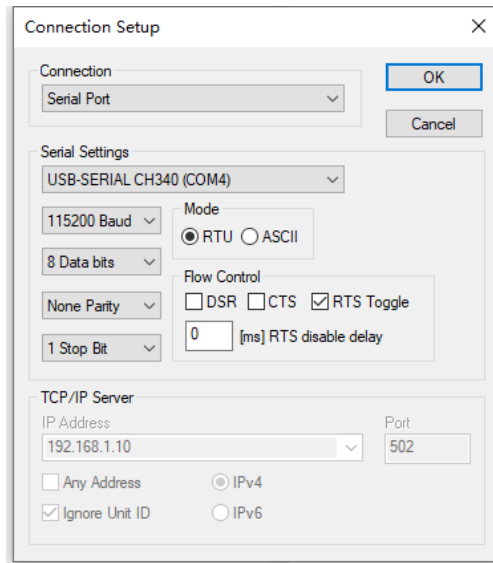 Connection Setup
Connection
Serial Port
OK
Cancel
Serial Settings
USB-SERIAL CH340 (COM4)
115200 Baud
Mode
RTU
ASCII
8 Data bits
Flow Control
None Parity
DSR
CTS
RTS Toggle
1 Stop Bit
0
[ms] RTS disable delay
TCP/IP Server
IP Address
Port
192.168.1.10
502
Any Address
IPv4
Ignore Unit ID
IPv6